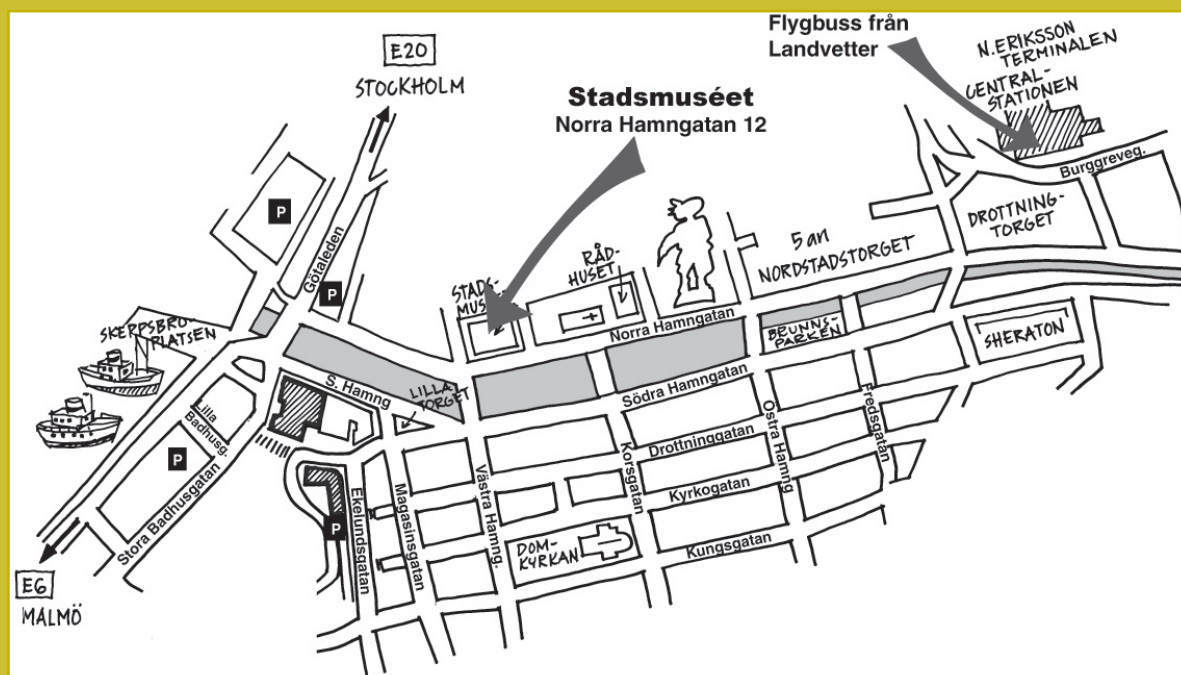 Flygbuss från
Landvetter
N. ERIKSSON
TERMINALEN
CENTRAL-
STATIONEN
E20
STOCKHOLM
Stadsmuséet
Norra Hamngatan 12
Burggreveg.
DROTTNING-
TORGET
5an
NORDSTADSTORGET
P
Götaleden
P
RÅD-
HUSET
STADS-
MUS
Norra Hamngatan
BRUNNS-
PARKEN
SHERATON
SKEPPSBRO
PLATSEN
S. Hamng
LILLA
TORGET
Södra Hamngatan
Lilla
Badhusg.
Stora Badhusgatan
P
P
Ekelundsgatan
Magasinsgatan
Västra Hamng.
Korsgatan
Östra Hamng
Fredsgatan
Drottninggatan
Kyrkogatan
Kungsgatan
DOM-
KYRKAN
E6
MALMÖ